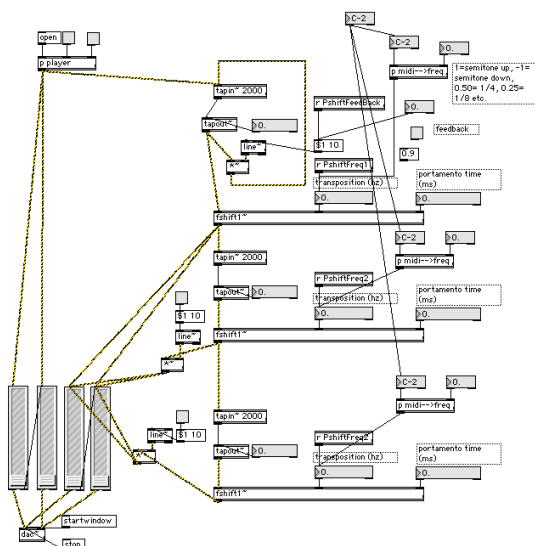 C-2
open
C-2
0.
p player
p midi-->freq
1=semitone up, -1=
semitone down,
0.50= 1/4, 0.25=
1/8 etc.
tapin~ 2000
r PshiftFeedBack
0.
tapout~
0.
feedback
line~
$1 10
0.9
*~
r PshiftFreq1
transposition (hz)
portamento time
(ms)
0.
0.
fshift1~
C-2
0.
tapin~ 2000
p midi-->freq
r PshiftFreq2
portamento time
(ms)
tapout~
0.
transposition (hz)
$1 10
0.
0.
line~
fshift1~
*~
C-2
0.
p midi-->freq
tapin~ 2000
line~
$1 10
r PshiftFreq2
portamento time
(ms)
tapout~
0.
transposition (hz)
*~
0.
0.
fshift1~
startwindow
dac~
stop